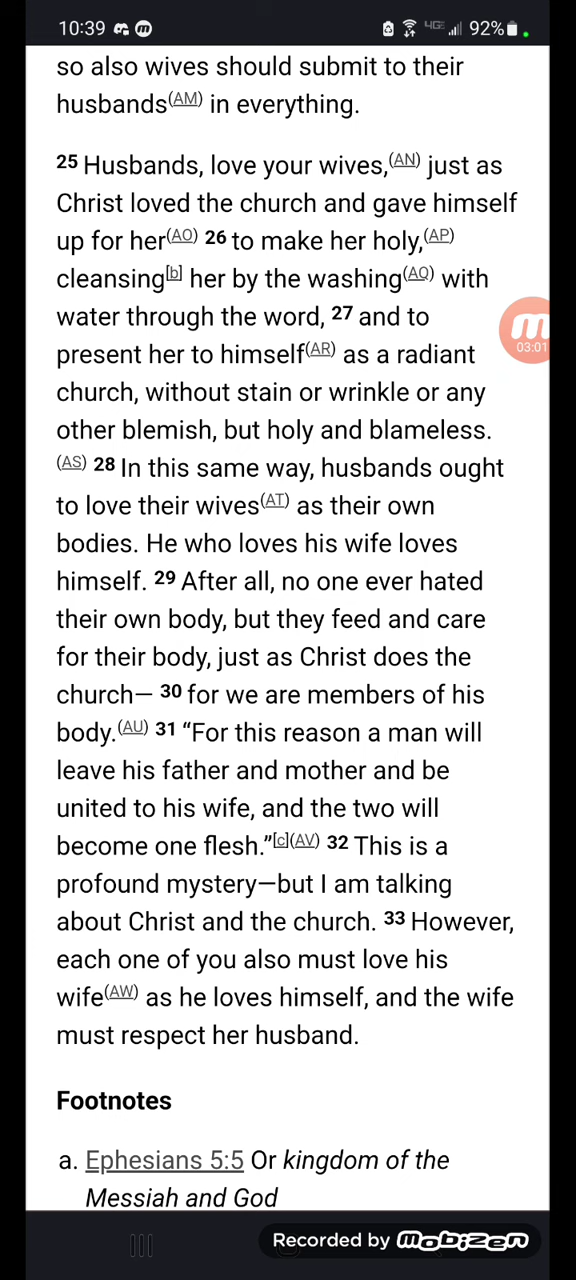 10:39 4GE 92%
so also wives should submit to their
husbands(AM) in everything.
25 Husbands, love your wives,(AN) just as
Christ loved the church and gave himself
up for her(AO) 26 to make her holy,(AP)
cleansing[b] her by the washing(AQ) with
water through the word, 27 and to
present her to himself(AR) as a radiant
03:01
church, without stain or wrinkle or any
other blemish, but holy and blameless.
(AS) 28 In this same way, husbands ought
to love their wives(AT) as their own
bodies. He who loves his wife loves
himself. 29 After all, no one ever hated
their own body, but they feed and care
for their body, just as Christ does the
church— 30 for we are members of his
body.(AU) 31 “For this reason a man will
leave his father and mother and be
united to his wife, and the two will
become one flesh.”[c](AV) 32 This is a
profound mystery—but I am talking
about Christ and the church. 33 However,
each one of you also must love his
wife(AW) as he loves himself, and the wife
must respect her husband.
Footnotes
a. Ephesians 5:5 Or kingdom of the
Messiah and God
Recorded by mobizen